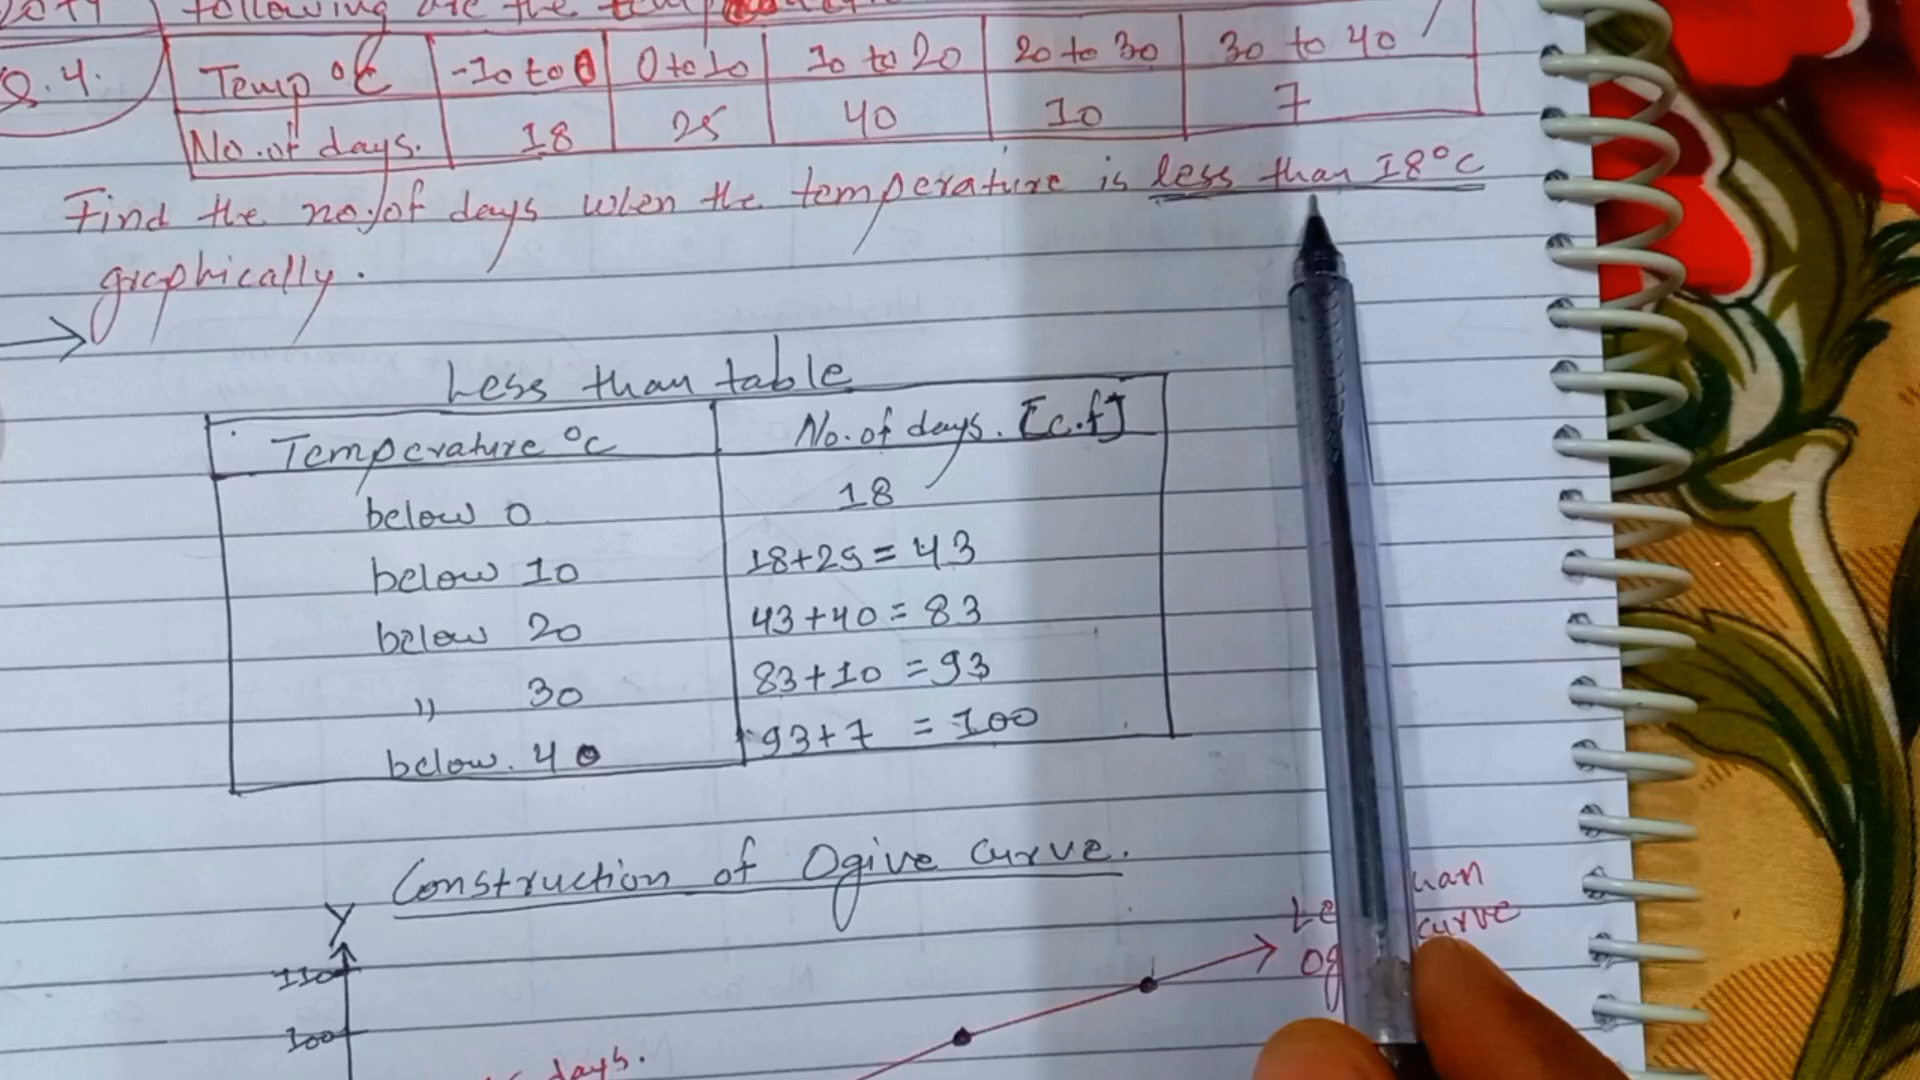 following are the
Q.4. Temp °C -10 to 0 0 to 10 10 to 20 20 to 30 30 to 40
No. of days. 18 25 40 10 7
Find the no. of days when the temperature is less than 18°C
graphically.
Less than table
Temperature °C No. of days. [c.f]
below 0 18
below 10 18+25 = 43
below 20 43+40 = 83
" 30 83+10 = 93
below. 40 93+7 = 100
Construction of Ogive Curve.
Y
curve
110
100
days.